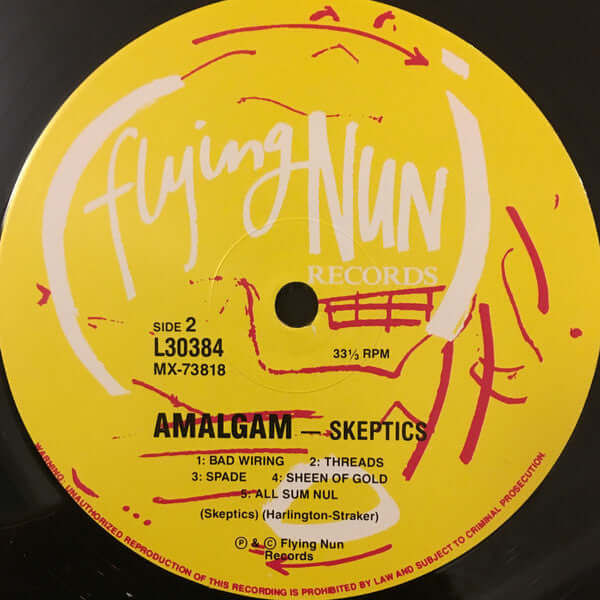 flying NUN
RECORDS
SIDE 2
L30384
33⅓ RPM
MX-73818
AMALGAM — SKEPTICS
1: BAD WIRING 2: THREADS
3: SPADE 4: SHEEN OF GOLD
5. ALL SUM NUL
(Skeptics) (Harlington-Straker)
Ⓟ & © Flying Nun
Records
WARNING: UNAUTHORIZED REPRODUCTION OF THIS RECORDING IS PROHIBITED BY LAW AND SUBJECT TO CRIMINAL PROSECUTION.